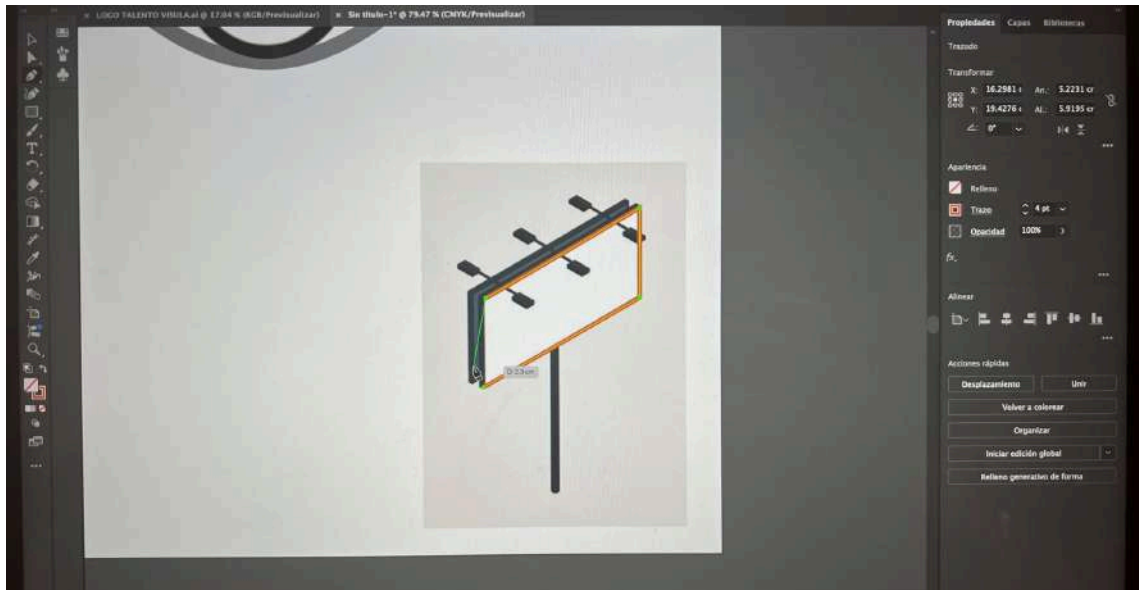 × LOGO TALENTO VISULA.ai @ 17.04 % (RGB/Previsualizar)
× Sin título-1* @ 79.47 % (CMYK/Previsualizar)
Propiedades Capas Bibliotecas
Trazado
Transformar
X: 16.2981 c An.: 5.2231 cr
Y: 19.4276 c Al.: 5.9195 cr
0°
Apariencia
Relleno
Trazo 4 pt
Opacidad 100%
fx.
Alinear
D: 2.3 cm
Acciones rápidas
Desplazamiento Unir
Volver a colorear
Organizar
Iniciar edición global
Relleno generativo de forma